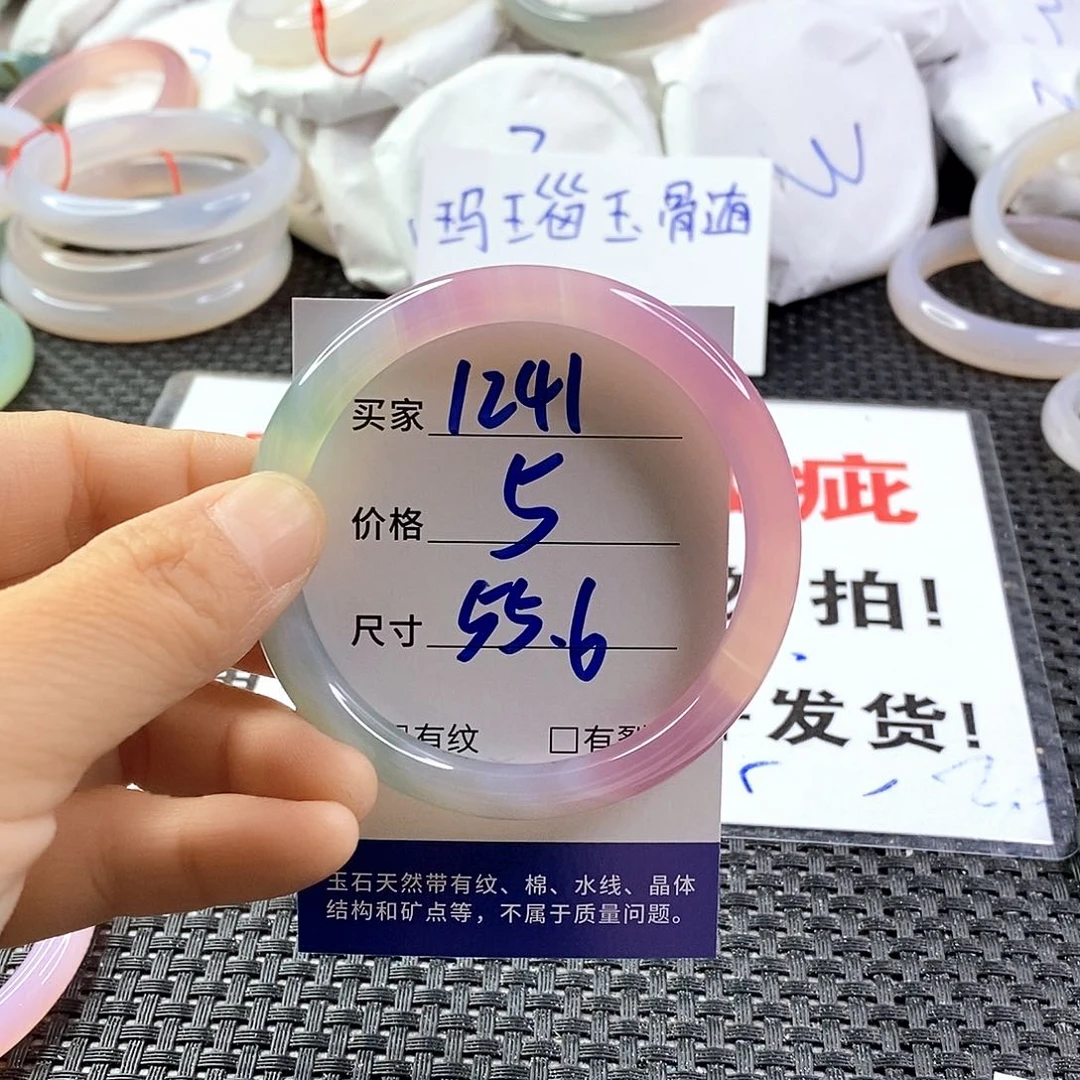 玛瑙玉骨髓
买家 1241
价格 5
尺寸 55.6
有纹 □有裂
玉石天然带有纹、棉、水线、晶体
结构和矿点等，不属于质量问题。
疵
拍！
发货！